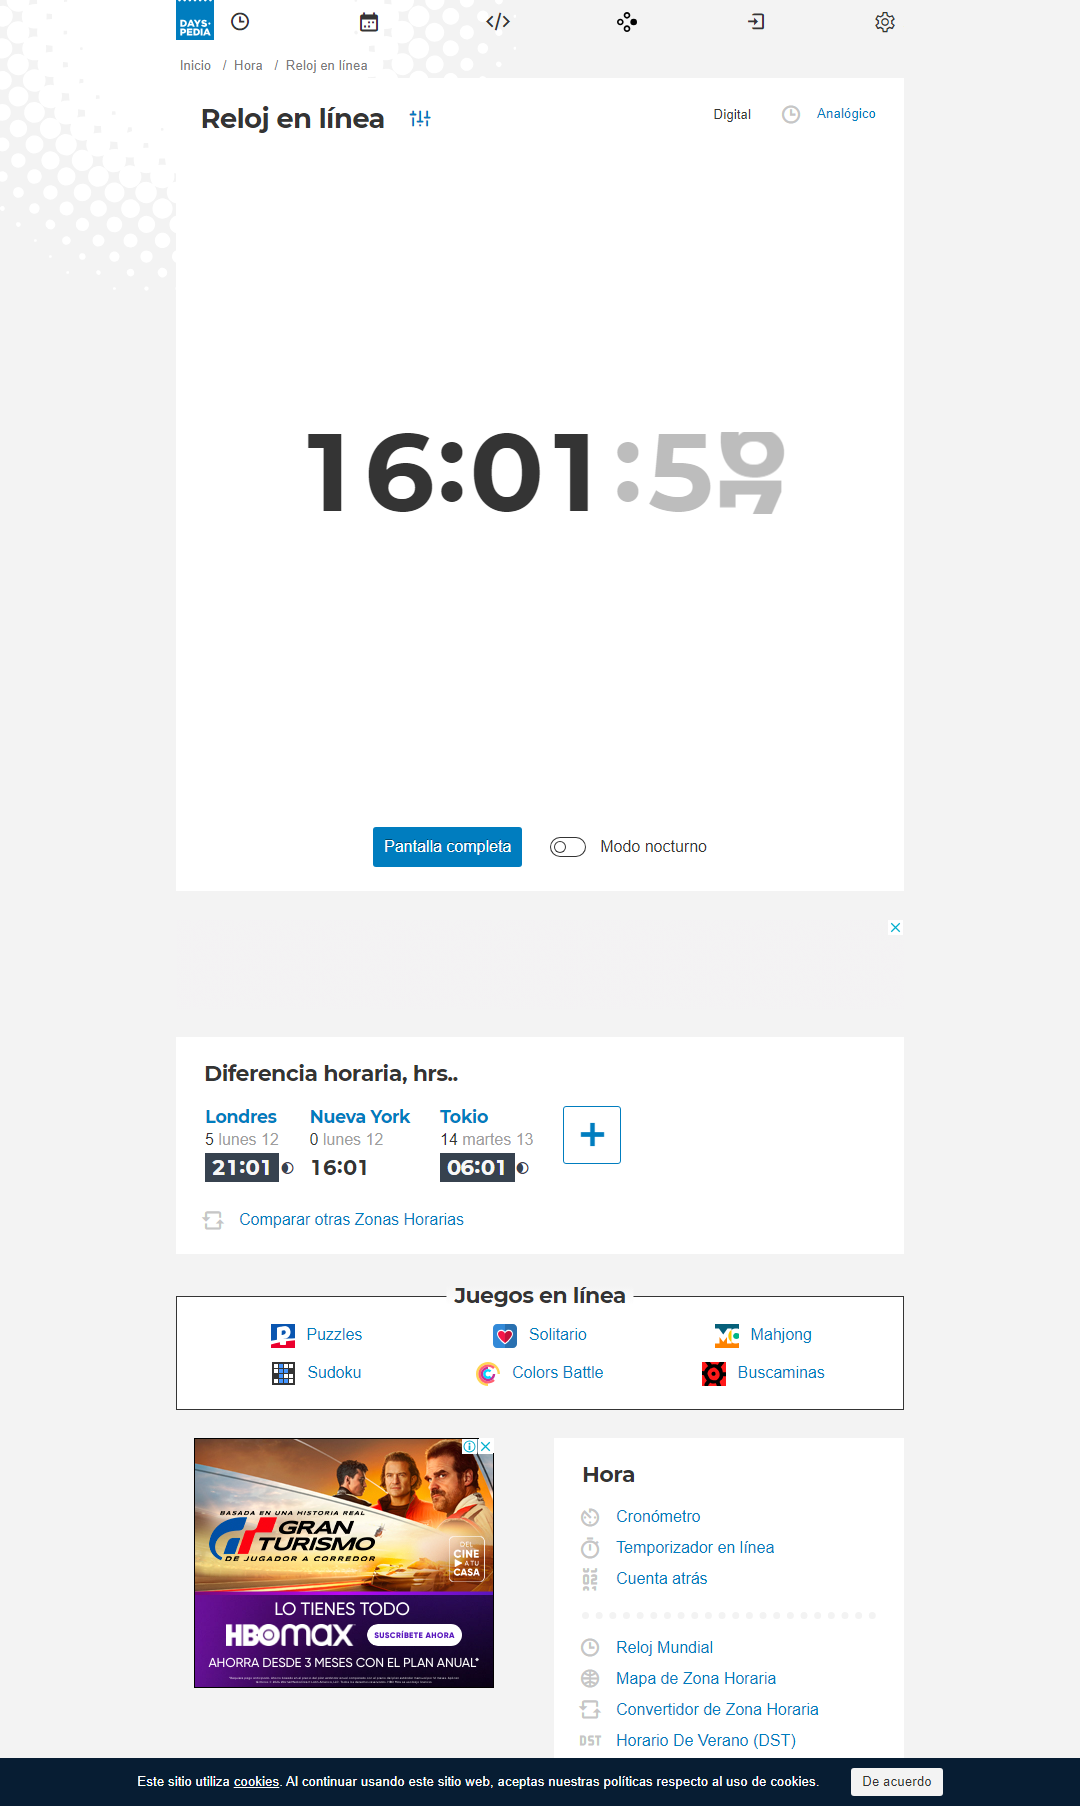 DAYS·
PEDIA
Inicio / Hora / Reloj en línea
Reloj en línea
Digital
Analógico
16:01:5
Pantalla completa
Modo nocturno
Diferencia horaria, hrs..
Londres
5 lunes 12
21:01
Nueva York
0 lunes 12
16:01
Tokio
14 martes 13
06:01
Comparar otras Zonas Horarias
Juegos en línea
Puzzles
Solitario
Mahjong
Sudoku
Colors Battle
Buscaminas
BASADA EN UNA HISTORIA REAL
GRAN
TURISMO
DE JUGADOR A CORREDOR
DEL
CINE
A TU
CASA
LO TIENES TODO
HBOmax
SUSCRÍBETE AHORA
AHORRA DESDE 3 MESES CON EL PLAN ANUAL*
Hora
Cronómetro
Temporizador en línea
Cuenta atrás
Reloj Mundial
Mapa de Zona Horaria
Convertidor de Zona Horaria
DST Horario De Verano (DST)
Este sitio utiliza cookies. Al continuar usando este sitio web, aceptas nuestras políticas respecto al uso de cookies.
De acuerdo